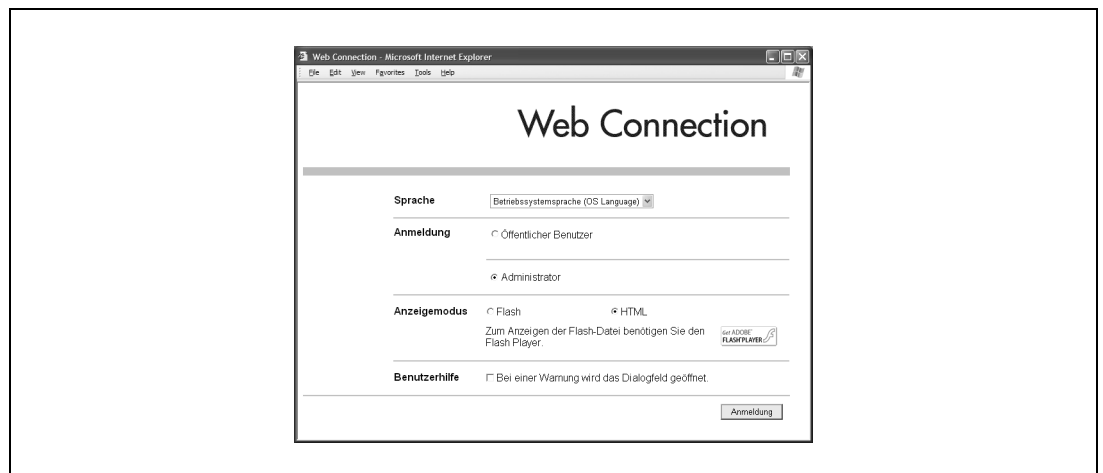 Web Connection - Microsoft Internet Explorer
File Edit View Favorites Tools Help
Web Connection
Sprache
Betriebssystemsprache (OS Language)
Anmeldung
Öffentlicher Benutzer
Administrator
Anzeigemodus
Flash HTML
Zum Anzeigen der Flash-Datei benötigen Sie den
Flash Player.
Get ADOBE
FLASH PLAYER
Benutzerhilfe
Bei einer Warnung wird das Dialogfeld geöffnet.
Anmeldung